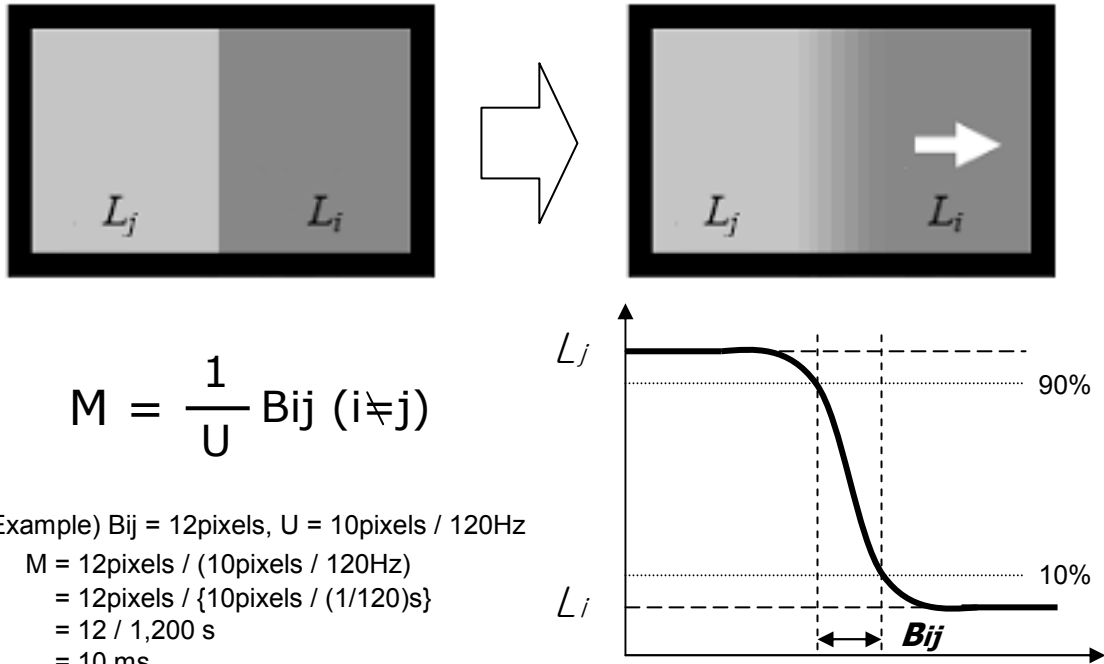 Lj Li
Lj Li
M = 1/U Bij (i≒j)
Example) Bij = 12pixels, U = 10pixels / 120Hz
M = 12pixels / (10pixels / 120Hz)
= 12pixels / {10pixels / (1/120)s}
= 12 / 1,200 s
= 10 ms
Lj
90%
10%
Li
Bij